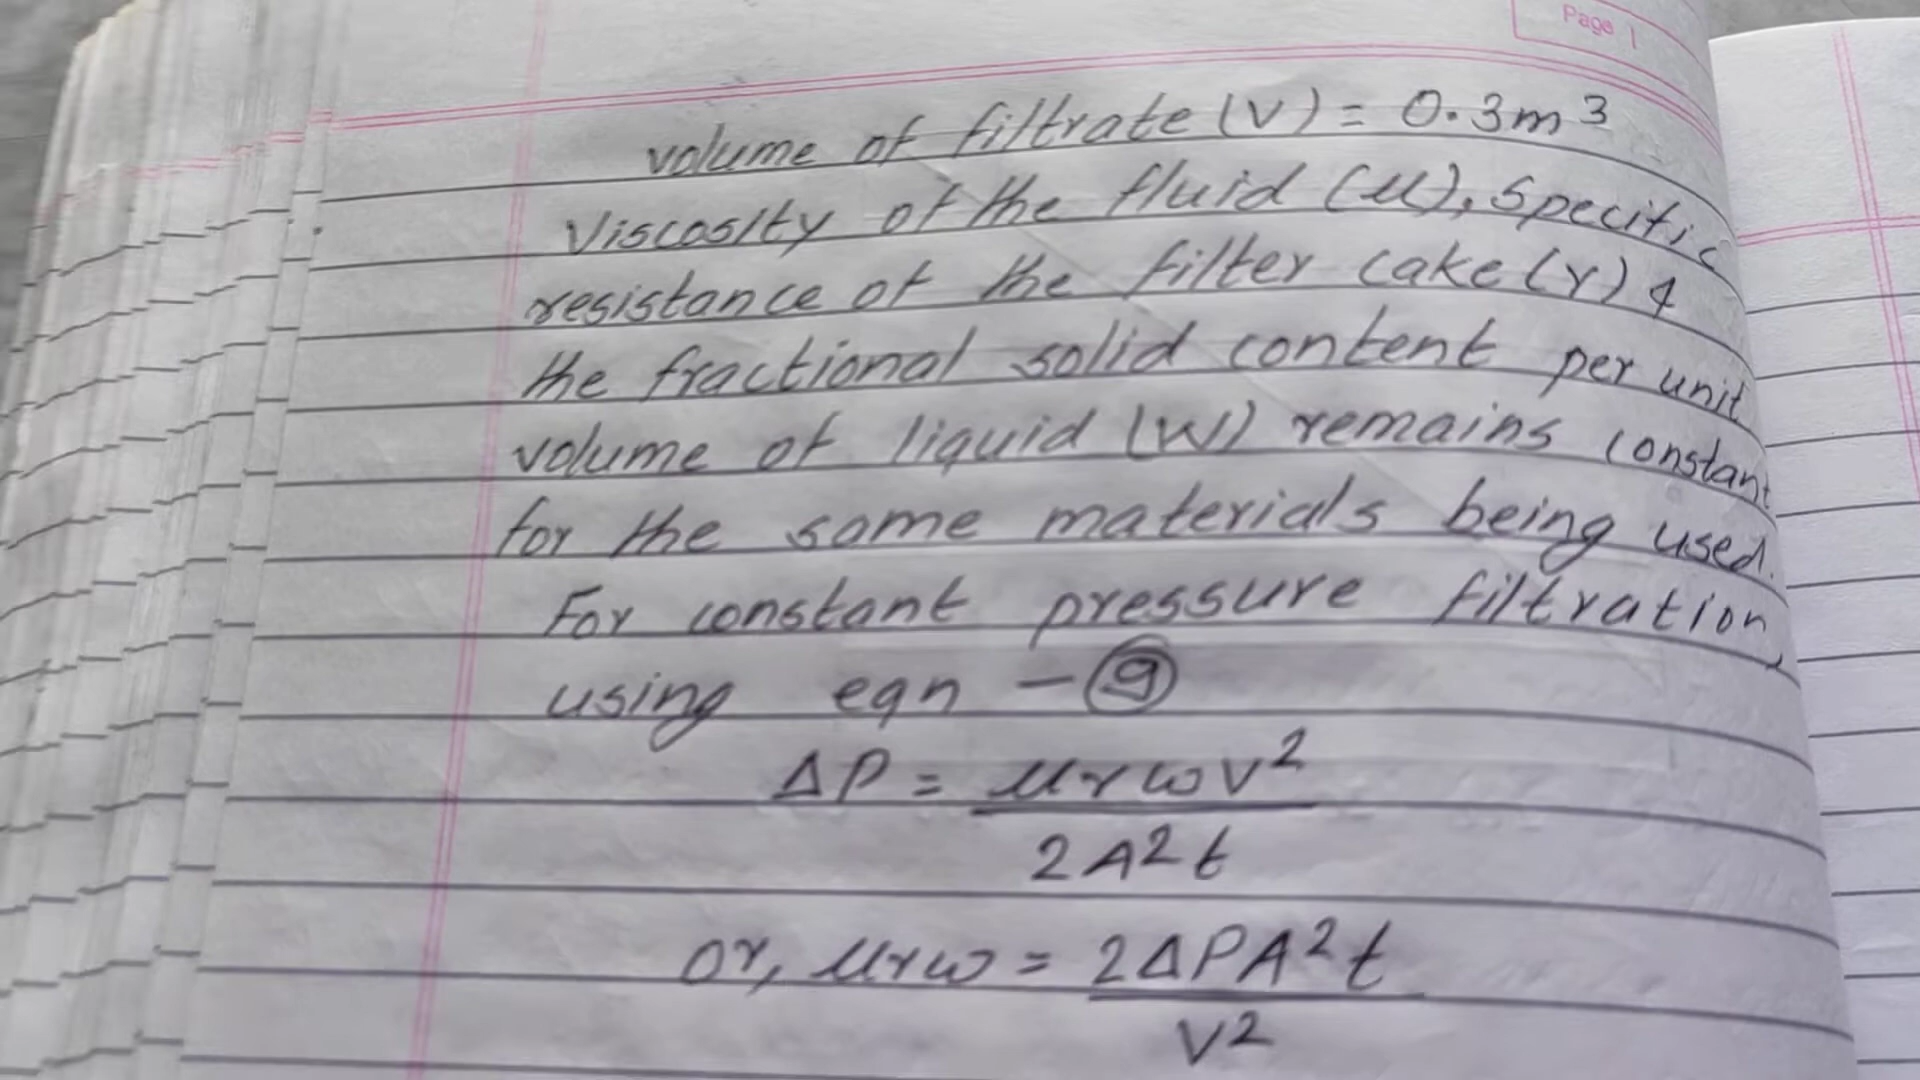 Page 1
volume of filtrate (V) = 0.3m³
Viscosity of the fluid (μ), Specific
resistance of the filter cake (r) &
the fractional solid content per unit
volume of liquid (W) remains constant
for the same materials being used.
For constant pressure filtration,
using eqn - ⑨
ΔP = μrωV²
2A²t
or, μrω = 2ΔPA²t
V²